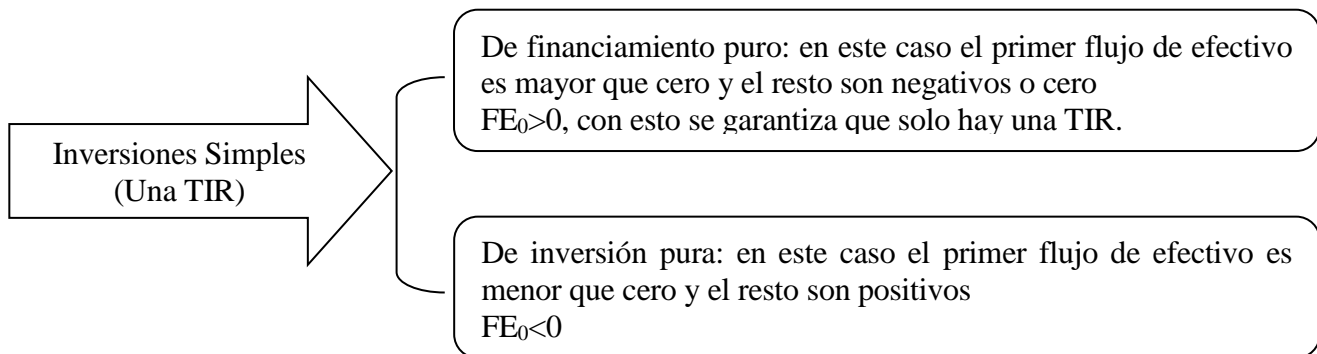 Inversiones Simples
(Una TIR)
De financiamiento puro: en este caso el primer flujo de efectivo
es mayor que cero y el resto son negativos o cero
FE₀>0, con esto se garantiza que solo hay una TIR.
De inversión pura: en este caso el primer flujo de efectivo es
menor que cero y el resto son positivos
FE₀<0